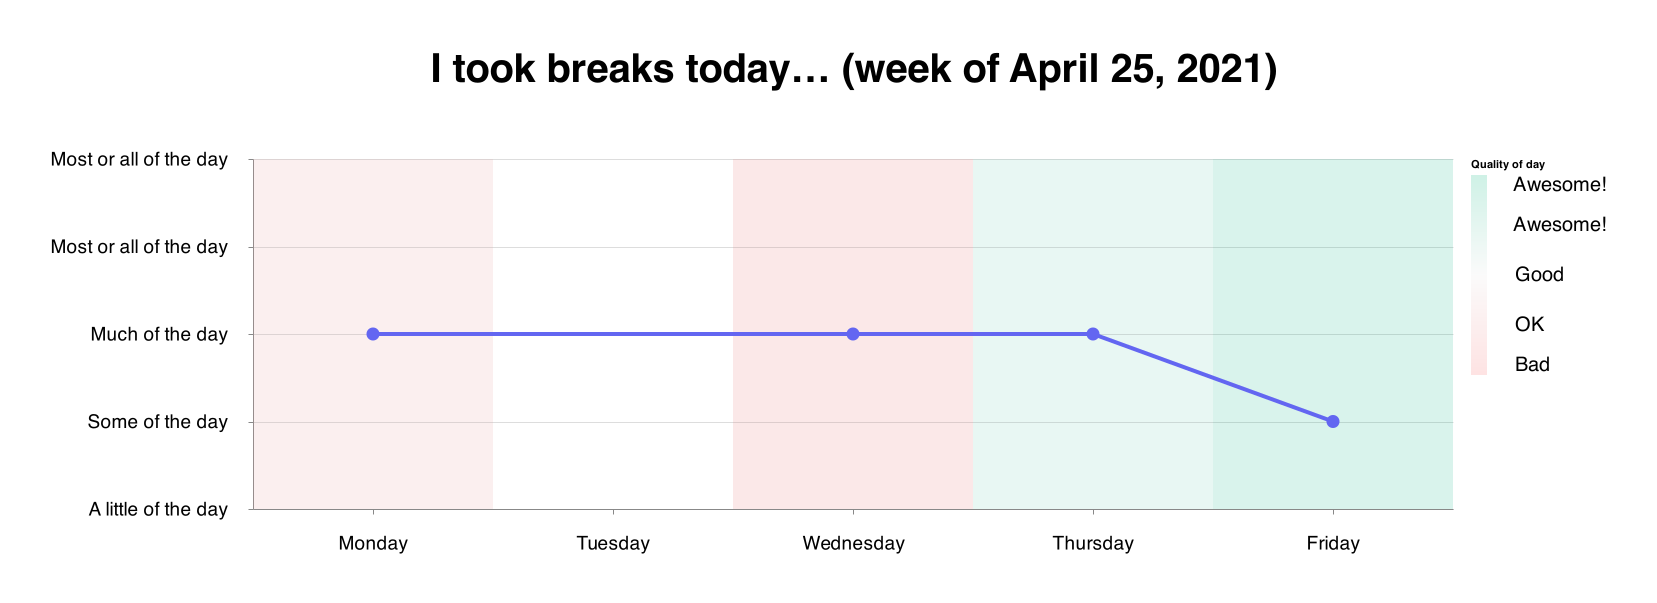 I took breaks today… (week of April 25, 2021)
Most or all of the day
Most or all of the day
Much of the day
Some of the day
A little of the day
Monday
Tuesday
Wednesday
Thursday
Friday
Quality of day
Awesome!
Awesome!
Good
OK
Bad